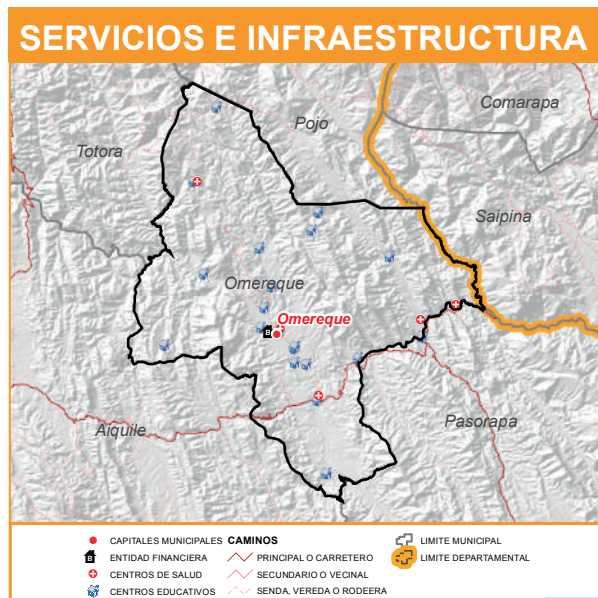 SERVICIOS E INFRAESTRUCTURA
Comarapa
Pojo
Totora
Saipina
Omereque
Omereque
B
Pasorapa
Aiquile
CAPITALES MUNICIPALES
B ENTIDAD FINANCIERA
CENTROS DE SALUD
CENTROS EDUCATIVOS
CAMINOS
PRINCIPAL O CARRETERO
SECUNDARIO O VECINAL
SENDA, VEREDA O RODEERA
LIMITE MUNICIPAL
LIMITE DEPARTAMENTAL